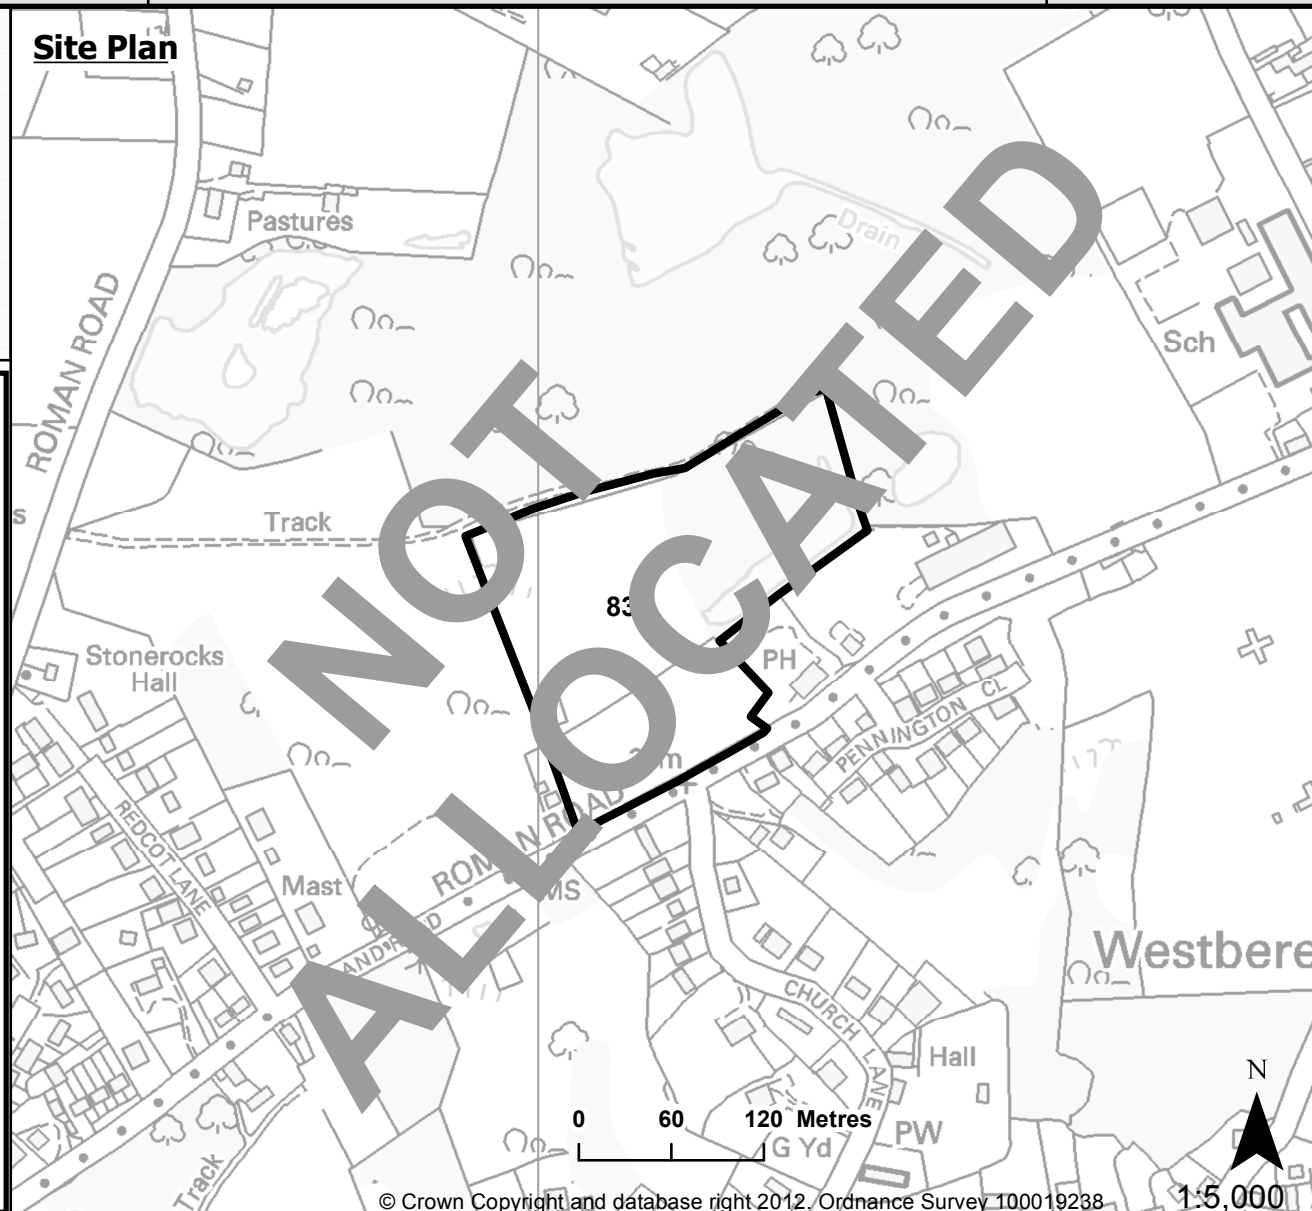 Site Plan
Pastures
Drain
ROMAN ROAD
Sch
Track
NOT
ALLOCATED
83
Stonerocks
Hall
PH
PENNINGTON CL
REDCOT LANE
ROMAN ROAD
Mast
MS
Westbere
CHURCH LANE
Hall
N
0 60 120 Metres
PW
G Yd
Track
© Crown Copyright and database right 2012. Ordnance Survey 100019238
1:5,000